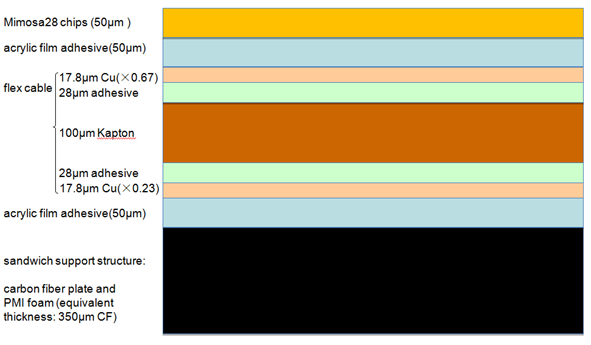 Mimosa28 chips (50μm )
acrylic film adhesive(50μm)
17.8μm Cu(×0.67)
flex cable
28μm adhesive
100μm Kapton
28μm adhesive
17.8μm Cu(×0.23)
acrylic film adhesive(50μm)
sandwich support structure:
carbon fiber plate and
PMI foam (equivalent
thickness: 350μm CF)